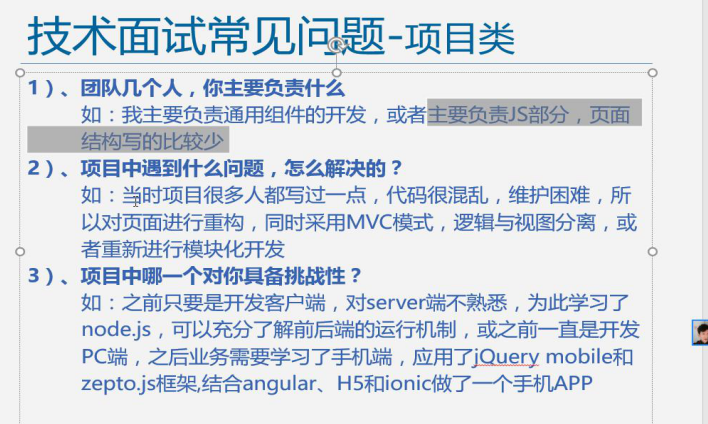 技术面试常见问题-项目类
1）、团队几个人，你主要负责什么
如：我主要负责通用组件的开发，或者主要负责JS部分，页面
结构写的比较少
2）、项目中遇到什么问题，怎么解决的？
如：当时项目很多人都写过一点，代码很混乱，维护困难，所
以对页面进行重构，同时采用MVC模式，逻辑与视图分离，或
者重新进行模块化开发
3）、项目中哪一个对你具备挑战性？
如：之前只要是开发客户端，对server端不熟悉，为此学习了
node.js，可以充分了解前后端的运行机制，或之前一直是开发
PC端，之后业务需要学习了手机端，应用了jQuery mobile和
zepto.js框架,结合angular、H5和ionic做了一个手机APP